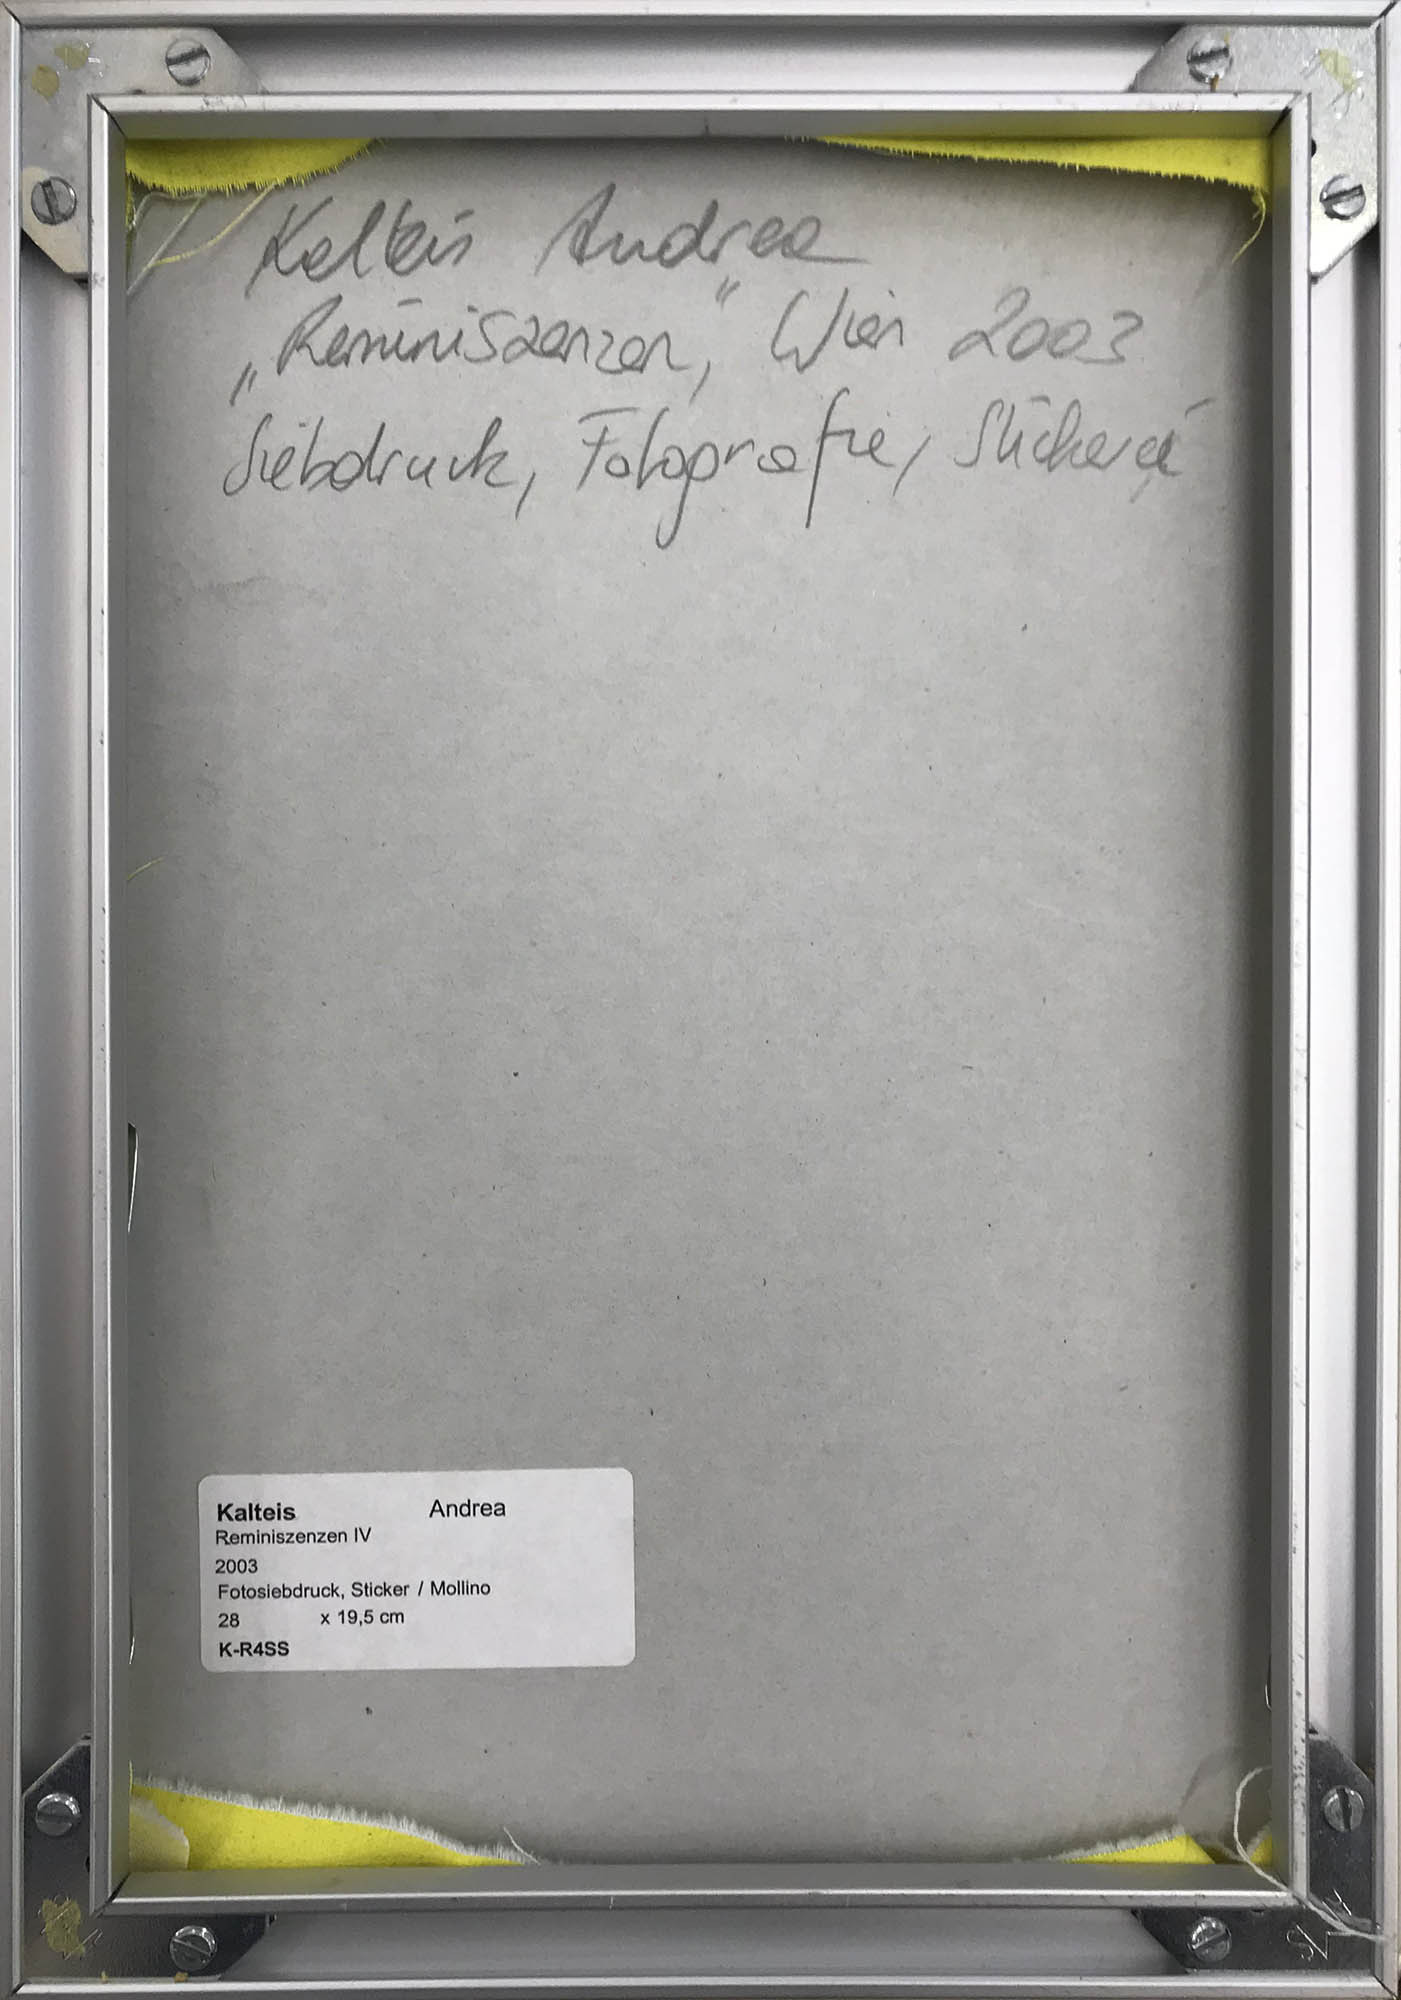 Kalteis Andrea
„Reminiszenzen," Wien 2003
Siebdruck, Fotografie, Stickerei
Kalteis Andrea
Reminiszenzen IV
2003
Fotosiebdruck, Sticker / Mollino
28 x 19,5 cm
K-R4SS